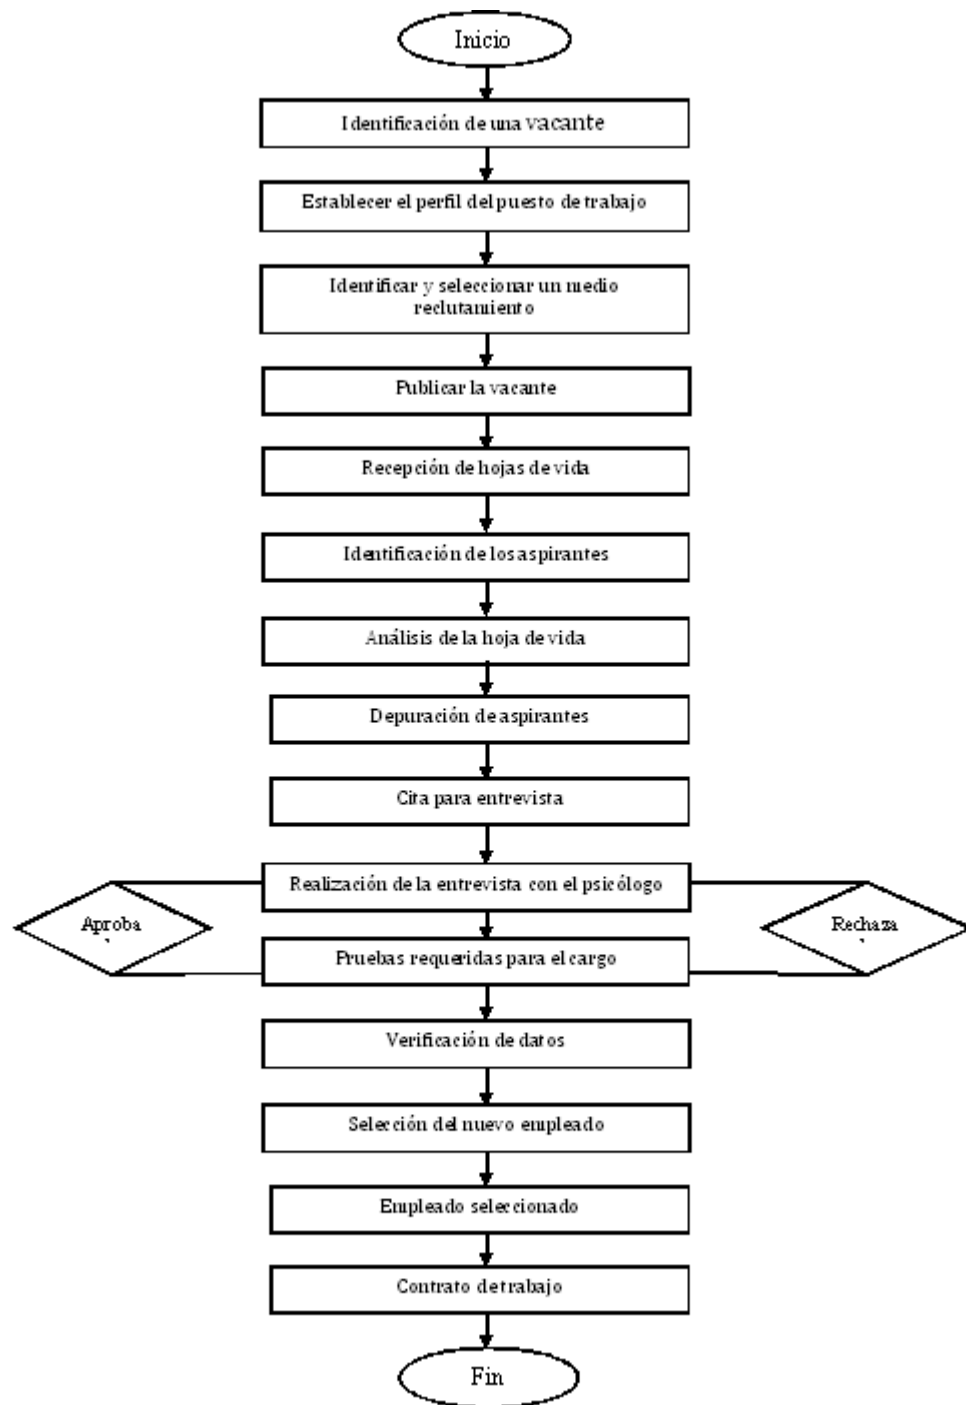 Inicio
Identificación de una vacante
Establecer el perfil del puesto de trabajo
Identificar y seleccionar un medio
reclutamiento
Publicar la vacante
Recepción de hojas de vida
Identificación de los aspirantes
Análisis de la hoja de vida
Depuración de aspirantes
Cita para entrevista
Realización de la entrevista con el psicólogo
Aproba
Rechaza
Pruebas requeridas para el cargo
Verificación de datos
Selección del nuevo empleado
Empleado seleccionado
Contrato de trabajo
Fin